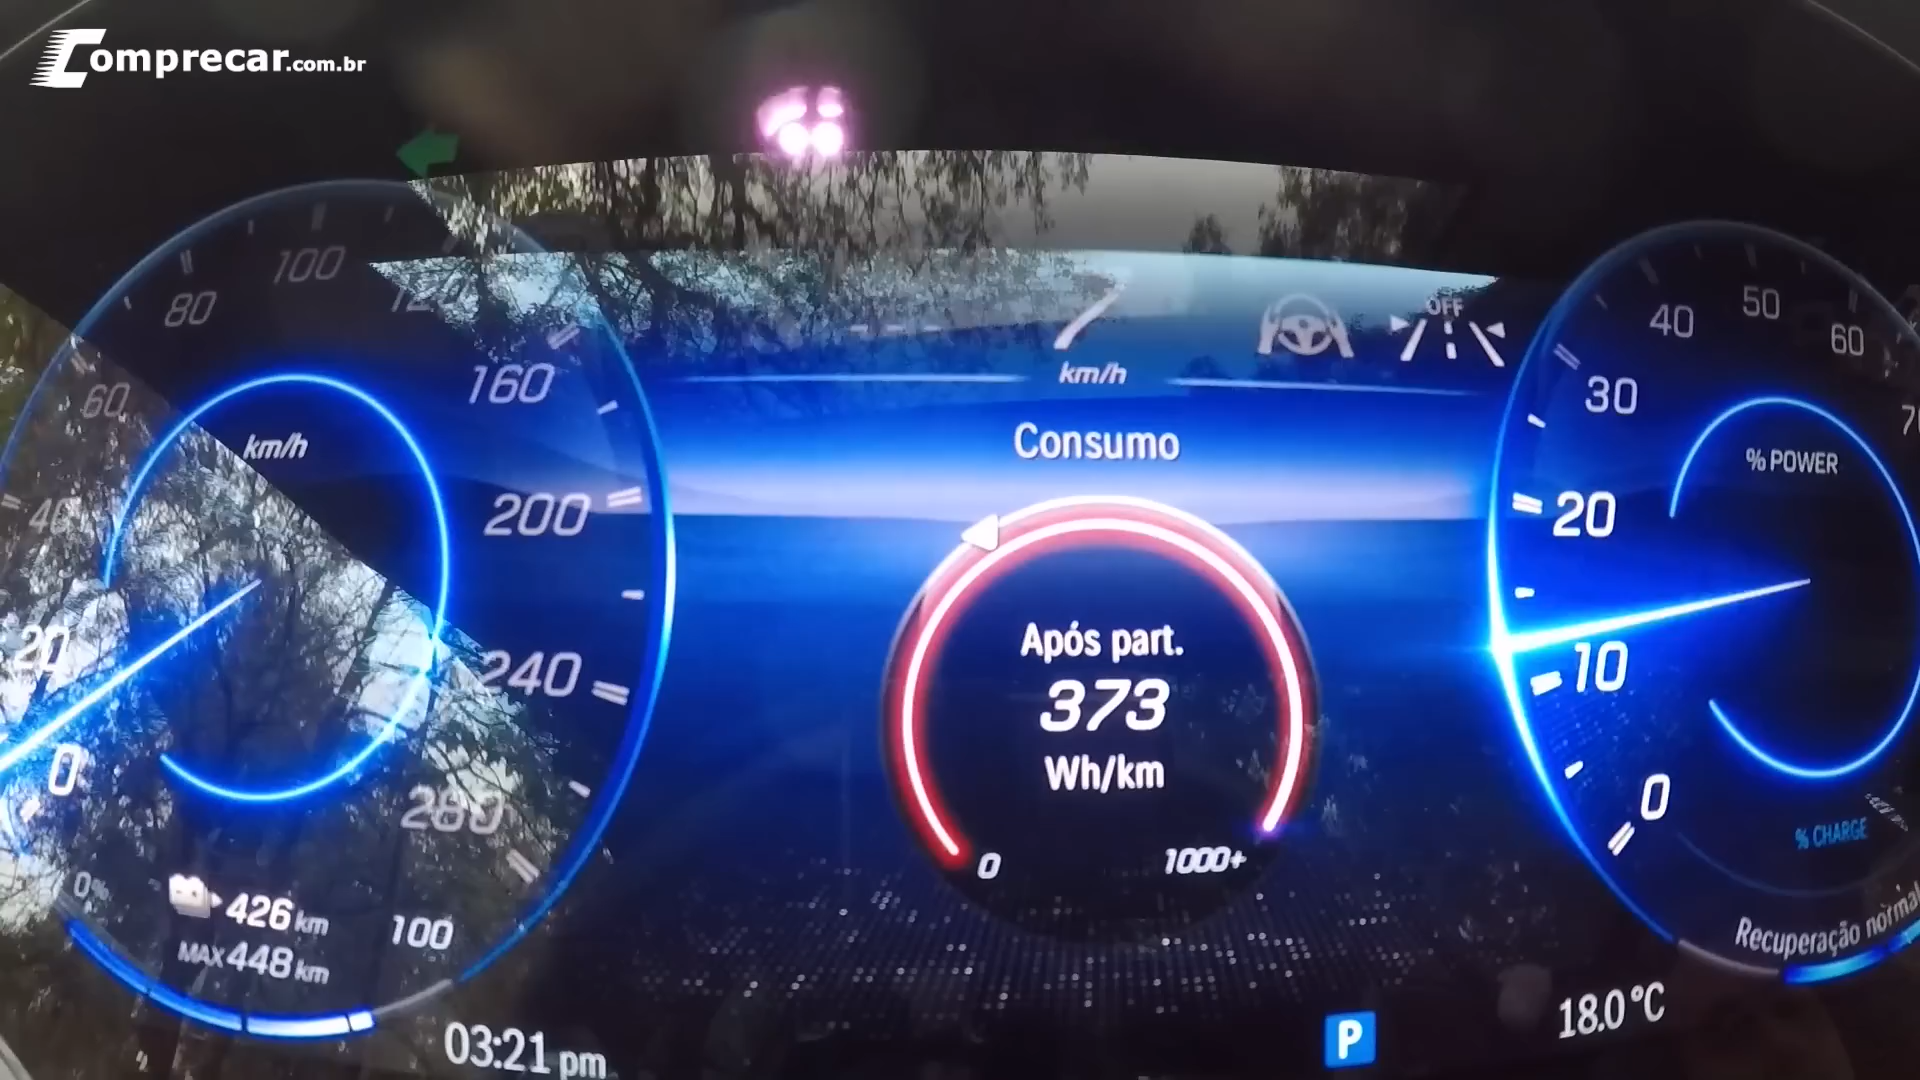 Comprecar.com.br
20
40
60
80
100
120
160
200
240
280
0
km/h
0%
100
426 km
MAX 448 km
03:21 pm
km/h
OFF
Consumo
Após part.
373
Wh/km
0
1000+
P
18.0 °C
0
10
20
30
40
50
60
% POWER
% CHARGE
Recuperação normal